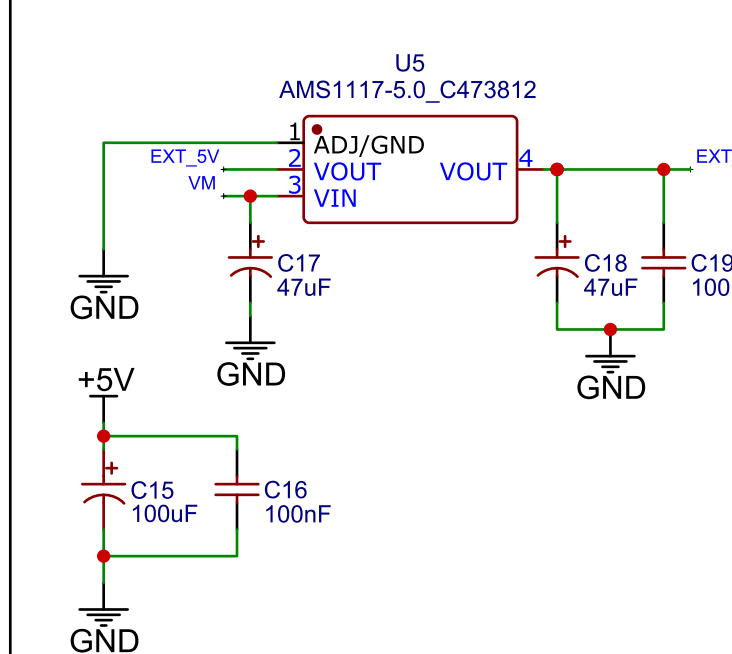 U5
AMS1117-5.0_C473812
1
ADJ/GND
EXT_5V
2
VOUT
VOUT
4
EXT
VM
3
VIN
+
C17
47uF
+
C18
47uF
C19
100
GND
GND
GND
+5V
+
C15
100uF
C16
100nF
GND